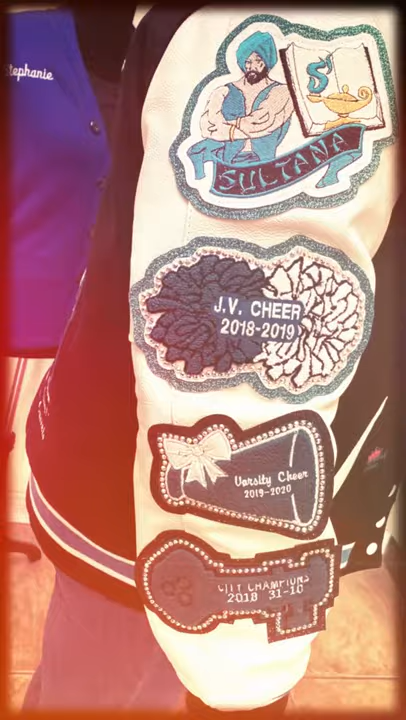 Stephanie
S
SULTANA
J.V. CHEER
2018-2019
Varsity Cheer
2019-2020
CITY CHAMPIONS
2018 31-10